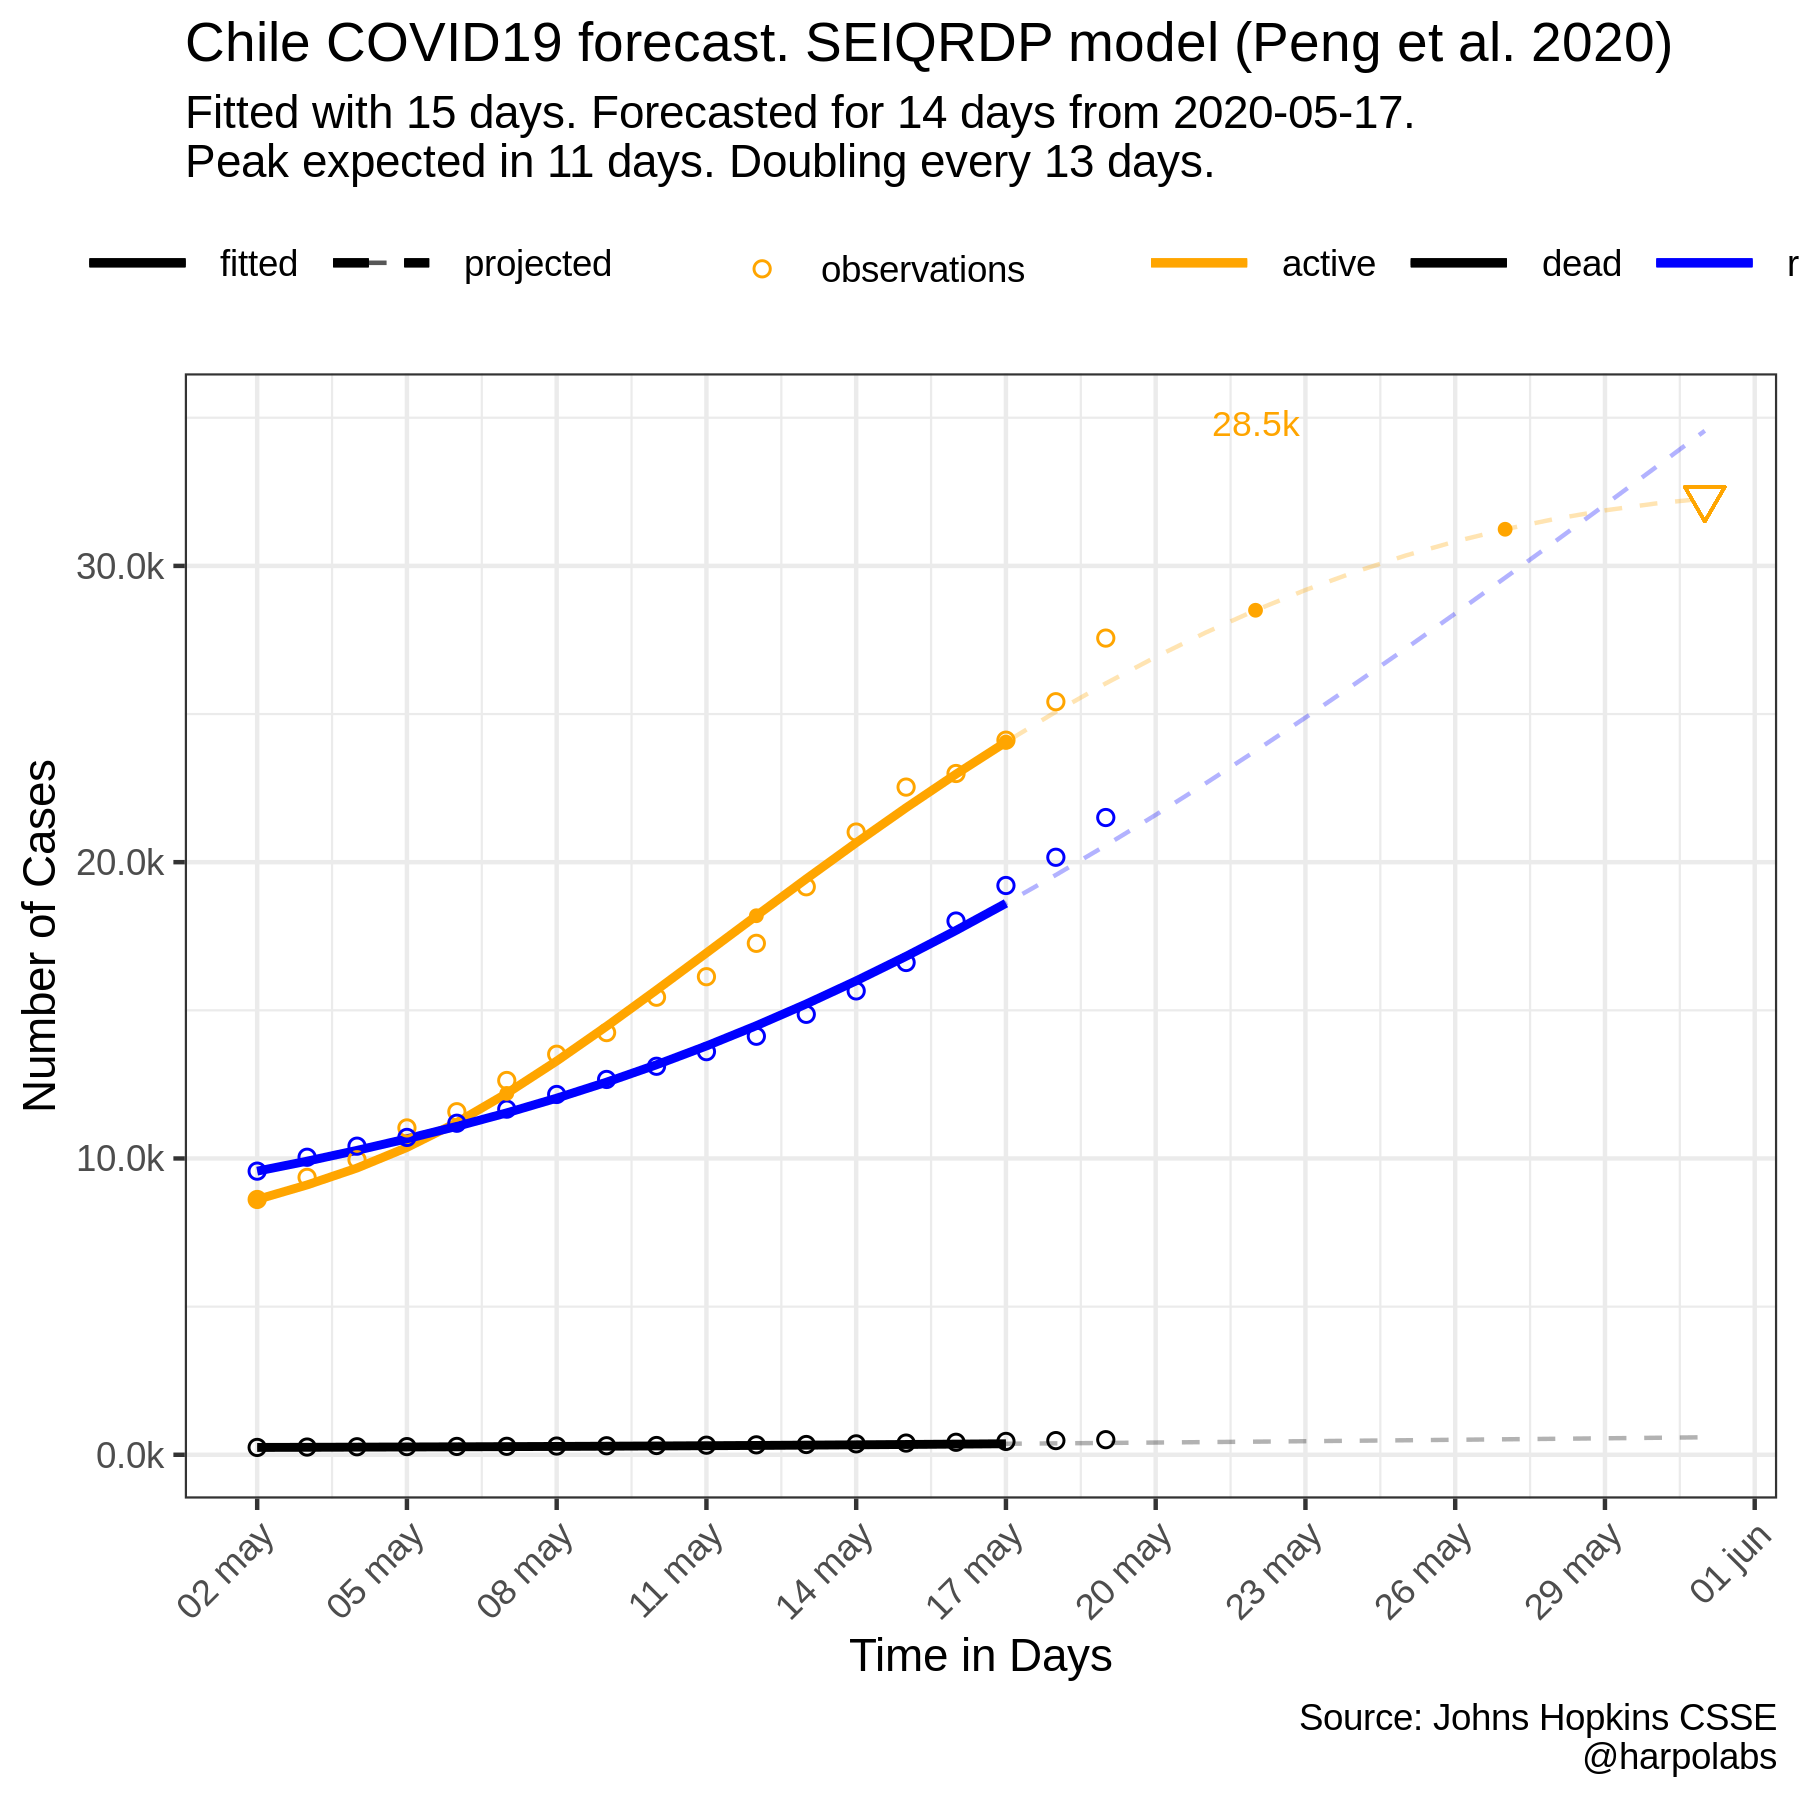 Chile COVID19 forecast. SEIQRDP model (Peng et al. 2020)
Fitted with 15 days. Forecasted for 14 days from 2020-05-17.
Peak expected in 11 days. Doubling every 13 days.
fitted projected observations active dead r
28.5k
30.0k
20.0k
10.0k
0.0k
Number of Cases
02 may 05 may 08 may 11 may 14 may 17 may 20 may 23 may 26 may 29 may 01 jun
Time in Days
Source: Johns Hopkins CSSE
@harpolabs